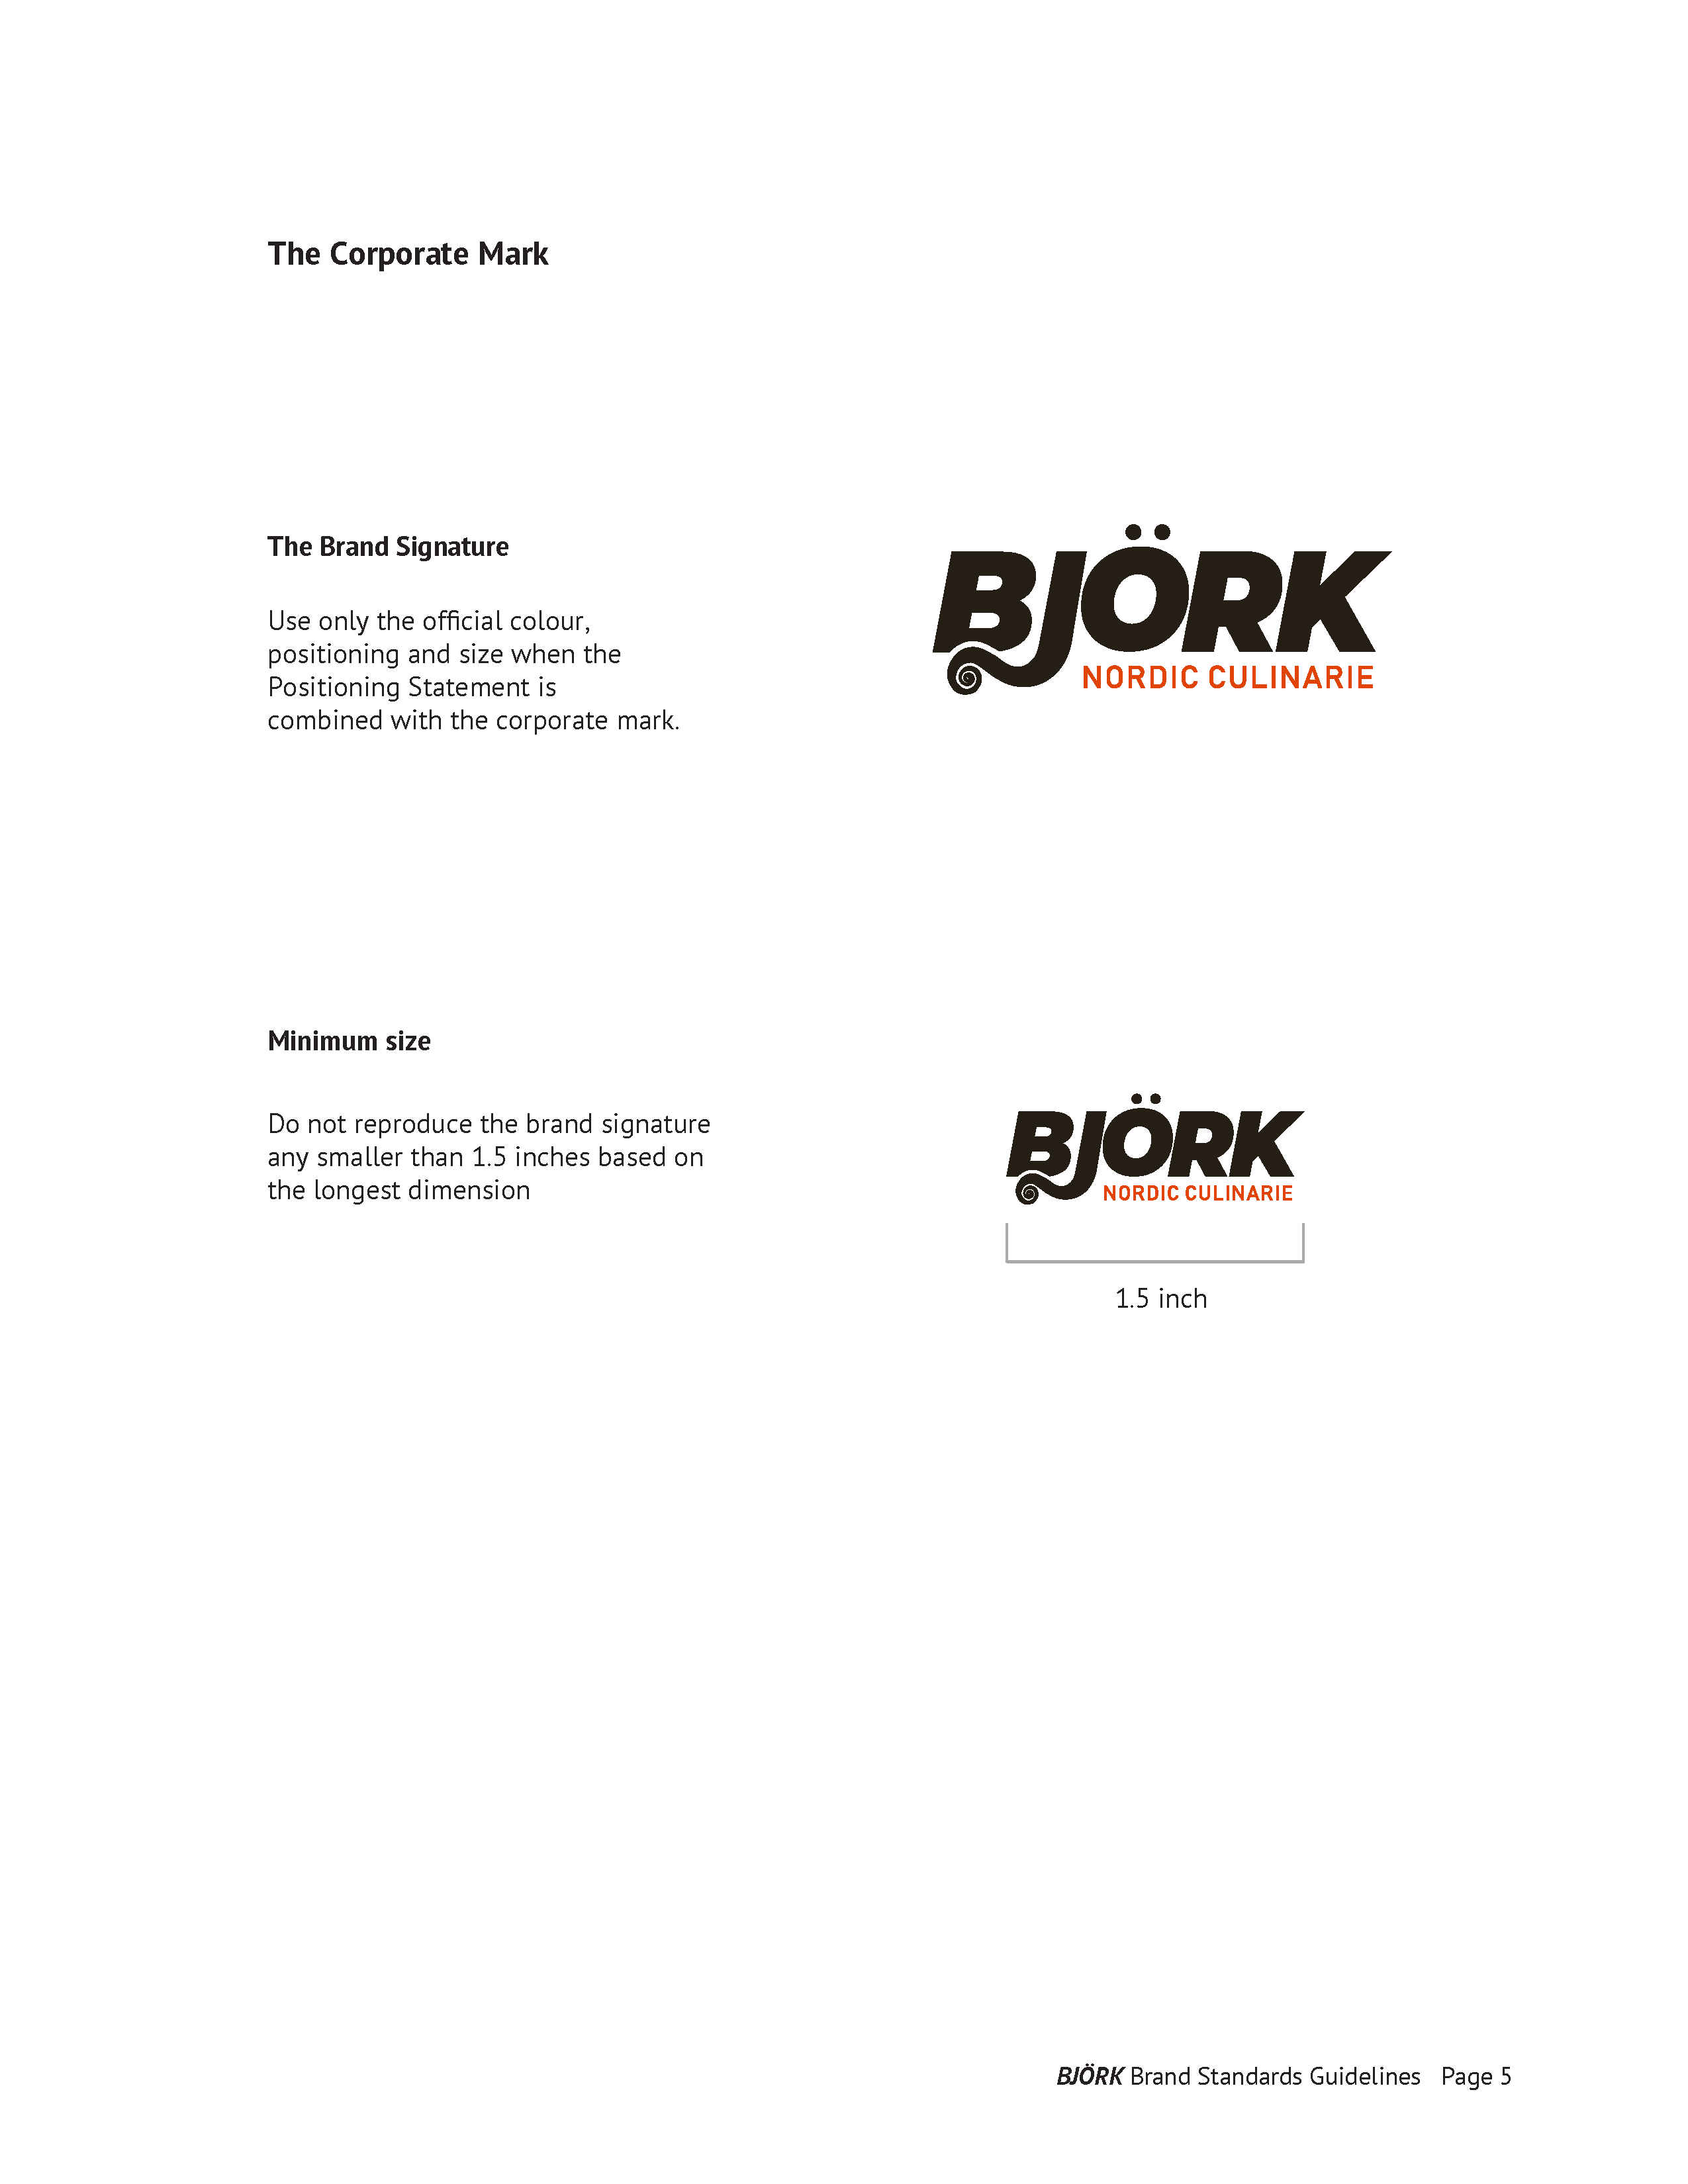 The Corporate Mark
The Brand Signature
Use only the official colour,
positioning and size when the
Positioning Statement is
combined with the corporate mark.
BJÖRK
NORDIC CULINARIE
Minimum size
Do not reproduce the brand signature
any smaller than 1.5 inches based on
the longest dimension
BJÖRK
NORDIC CULINARIE
1.5 inch
BJÖRK Brand Standards Guidelines Page 5